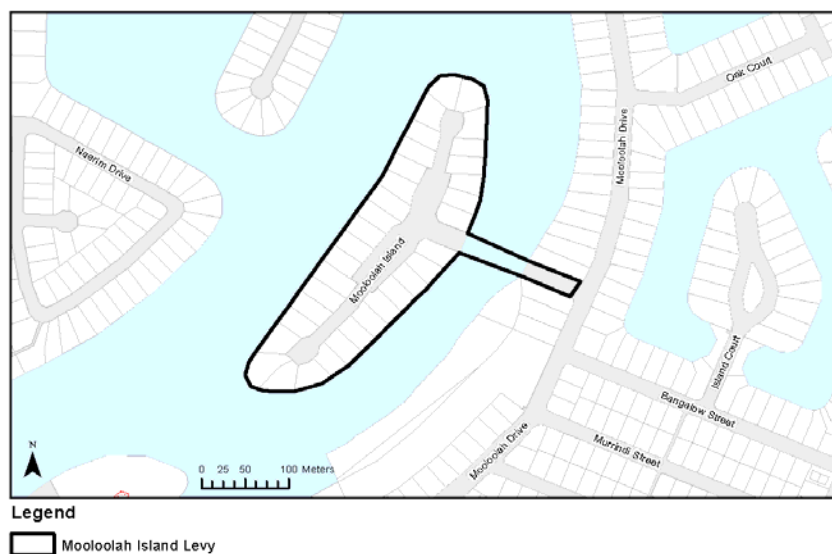 Oak Court
Mooloolah Drive
Naerim Drive
Mooloolah Island
Island Court
Bangalow Street
Murrindi Street
Mooloolah Drive
N
0 25 50 100 Meters
Legend
Mooloolah Island Levy